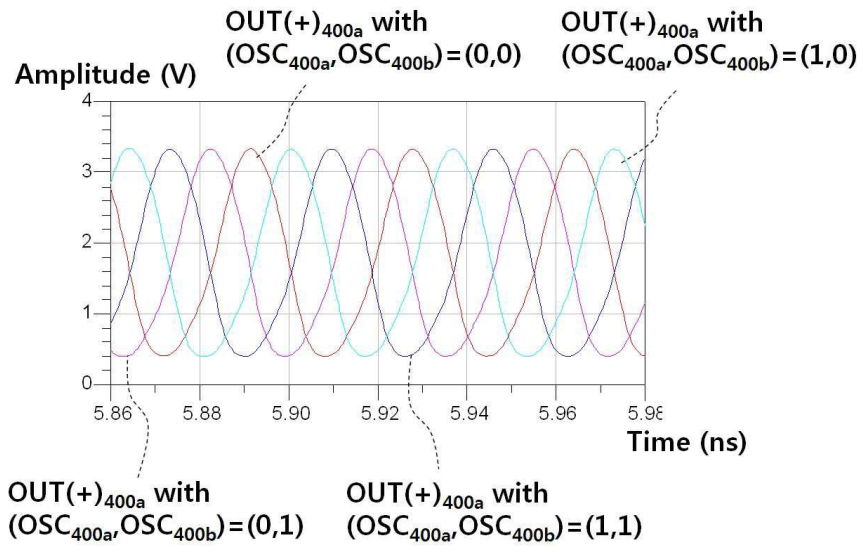 OUT(+)400a with
(OSC400a,OSC400b)=(0,0)
OUT(+)400a with
(OSC400a,OSC400b)=(1,0)
Amplitude (V)
4
3
2
1
0
5.86 5.88 5.90 5.92 5.94 5.96 5.98
Time (ns)
OUT(+)400a with
(OSC400a,OSC400b)=(0,1)
OUT(+)400a with
(OSC400a,OSC400b)=(1,1)